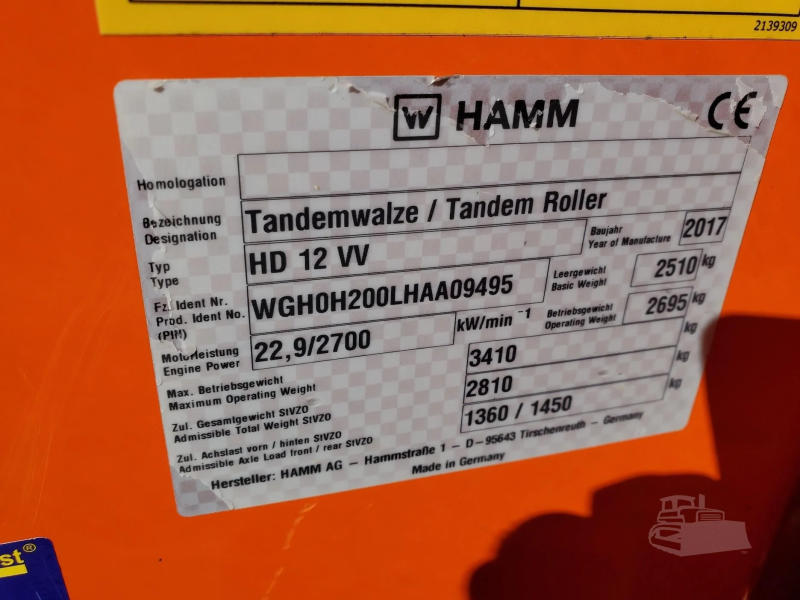 2139309
W HAMM CE
Homologation
Bezeichnung
Designation
Tandemwalze / Tandem Roller
Typ
Type
HD 12 VV
Baujahr
Year of Manufacture
2017
Fz. Ident Nr.
Prod. Ident No.
(PIN)
WGH0H200LHAA09495
Leergewicht
Basic Weight
2510 kg
Motorleistung
Engine Power
22,9/2700 kW/min -1
Betriebsgewicht
Operating Weight
2695 kg
Max. Betriebsgewicht
Maximum Operating Weight
3410 kg
Zul. Gesamtgewicht StVZO
Admissible Total Weight StVZO
2810 kg
Zul. Achslast vorn / hinten StVZO
Admissible Axle Load front / rear StVZO
1360 / 1450
Hersteller: HAMM AG – Hammstraße 1 – D-95643 Tirschenreuth – Germany
Made in Germany
st®